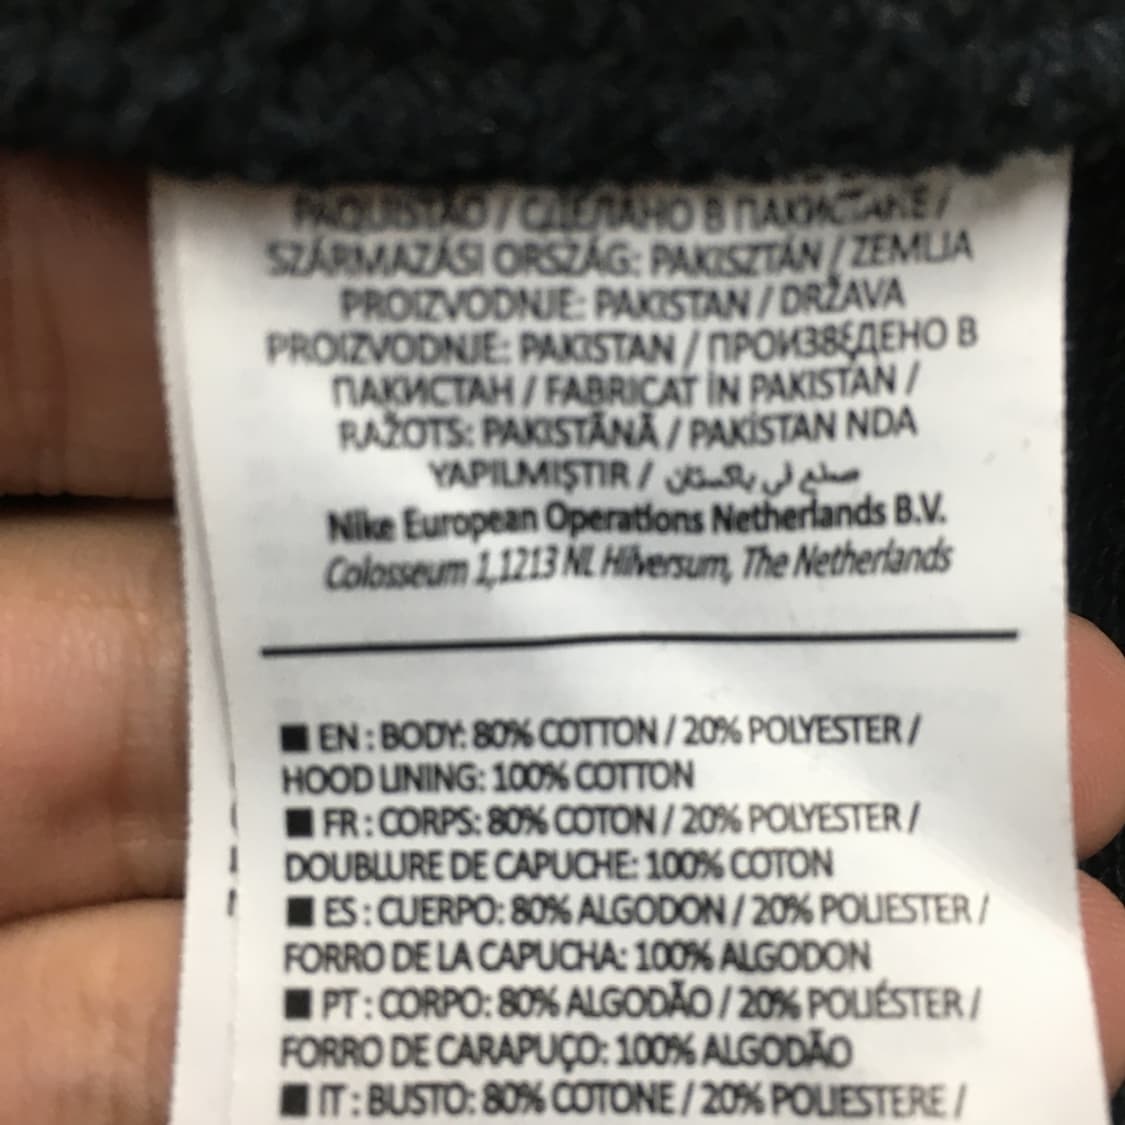 PAQUISTÃO / СДЕЛАНО В ПАКИСТАНЕ /
SZÁRMAZÁSI ORSZÁG: PAKISZTÁN / ZEMLJA
PROIZVODNJE: PAKISTAN / DRŽAVA
PROIZVODNJE: PAKISTAN / ПРОИЗВЕДЕНО В
ПАКИСТАН / FABRICAT ÎN PAKISTAN /
RAŽOTS: PAKISTĀNĀ / PAKİSTAN NDA
YAPILMIŞTIR / صنع في باكستان
Nike European Operations Netherlands B.V.
Colosseum 1,1213 NL Hilversum, The Netherlands
■ EN : BODY: 80% COTTON / 20% POLYESTER /
HOOD LINING: 100% COTTON
■ FR : CORPS: 80% COTON / 20% POLYESTER /
DOUBLURE DE CAPUCHE: 100% COTON
■ ES : CUERPO: 80% ALGODON / 20% POLIESTER /
FORRO DE LA CAPUCHA: 100% ALGODON
■ PT : CORPO: 80% ALGODÃO / 20% POLIÉSTER /
FORRO DE CARAPUÇO: 100% ALGODÃO
■ IT : BUSTO: 80% COTONE / 20% POLIESTERE /